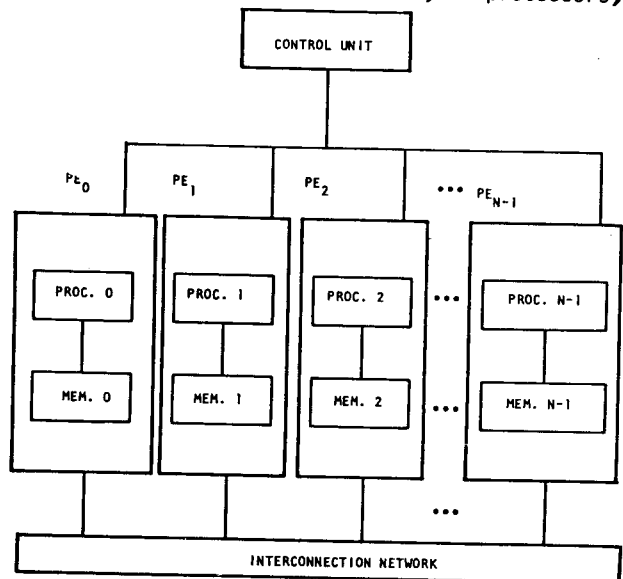 processors,
CONTROL UNIT
PE0
PE1
PE2
•••
PEN-1
PROC. 0
PROC. 1
PROC. 2
•••
PROC. N-1
MEM. 0
MEM. 1
MEM. 2
•••
MEM. N-1
•••
INTERCONNECTION NETWORK